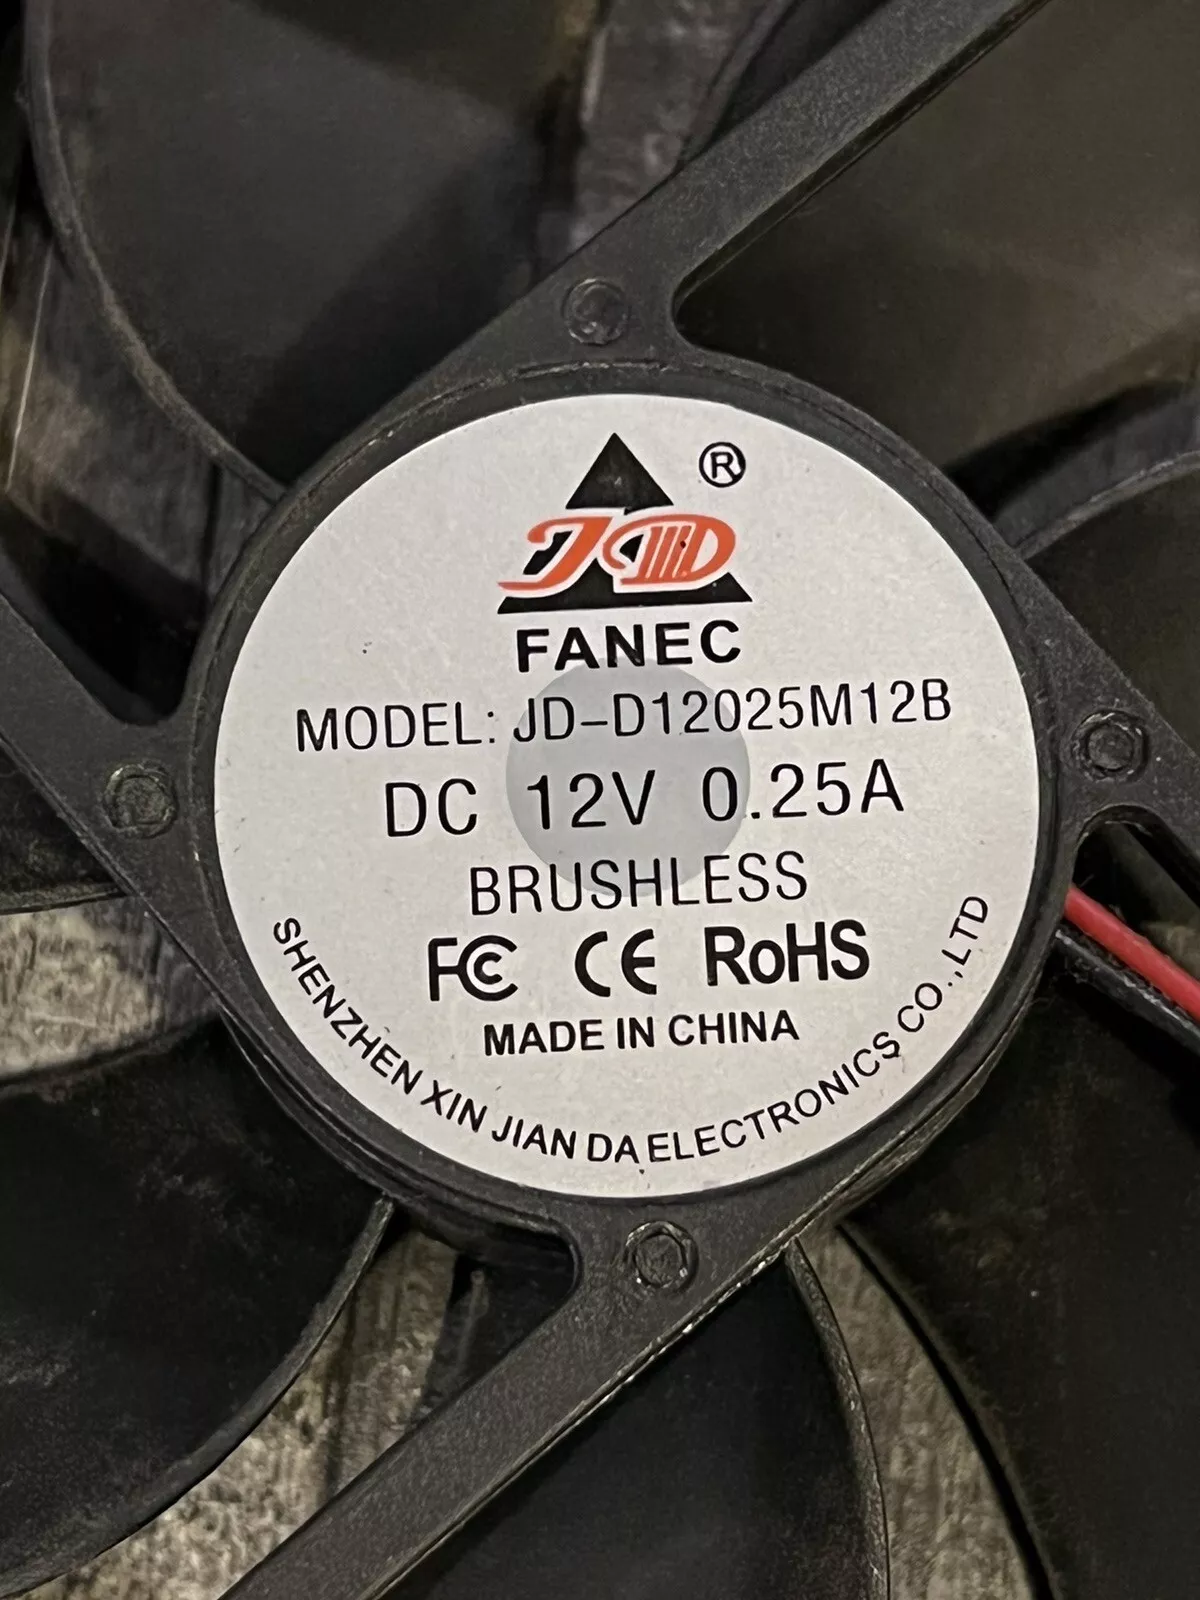 ®
JD
FANEC
MODEL: JD-D12025M12B
DC 12V 0.25A
BRUSHLESS
FC CE RoHS
MADE IN CHINA
SHENZHEN XIN JIAN DA ELECTRONICS CO.,LTD